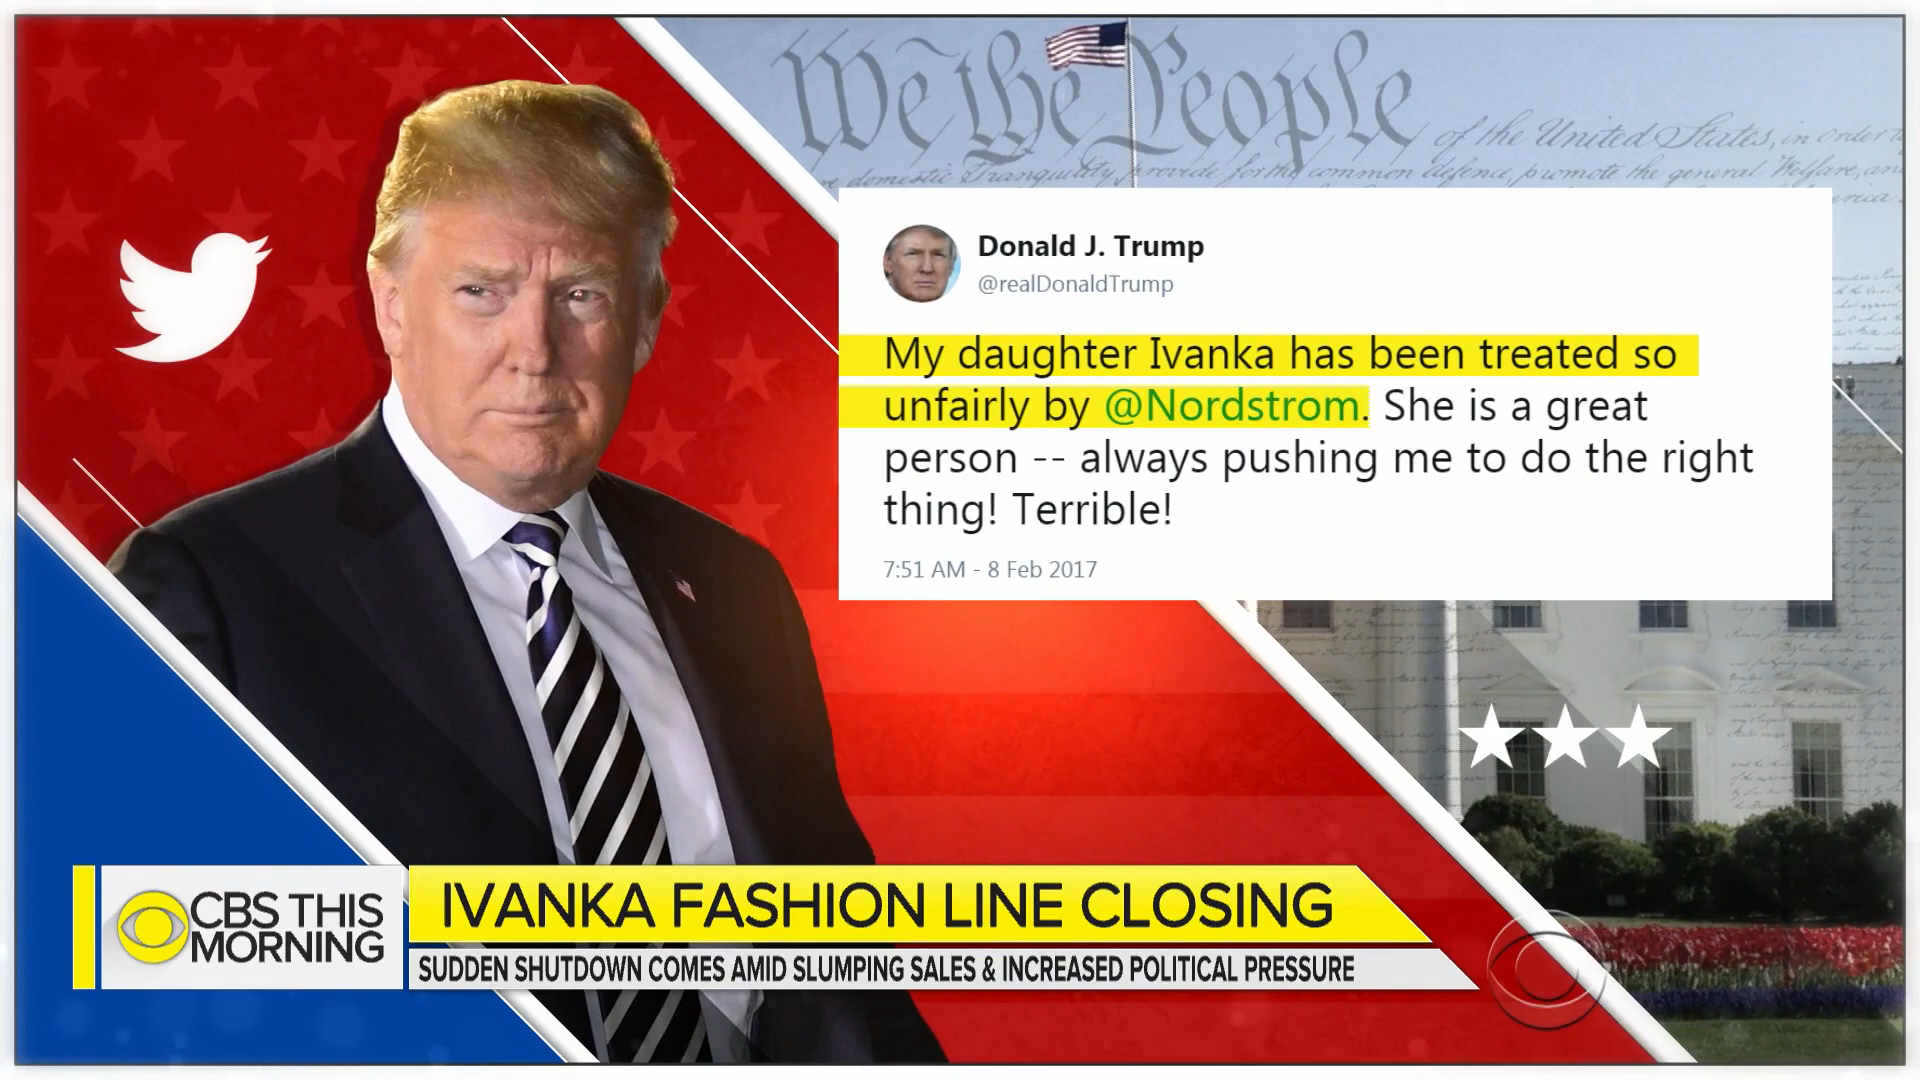 We the People
of the United States, in order
domestic Tranquility, provide for the common defence, promote the general Welfare, an
Donald J. Trump
@realDonaldTrump
My daughter Ivanka has been treated so
unfairly by @Nordstrom. She is a great
person -- always pushing me to do the right
thing! Terrible!
7:51 AM - 8 Feb 2017
CBS THIS
MORNING
IVANKA FASHION LINE CLOSING
SUDDEN SHUTDOWN COMES AMID SLUMPING SALES & INCREASED POLITICAL PRESSURE